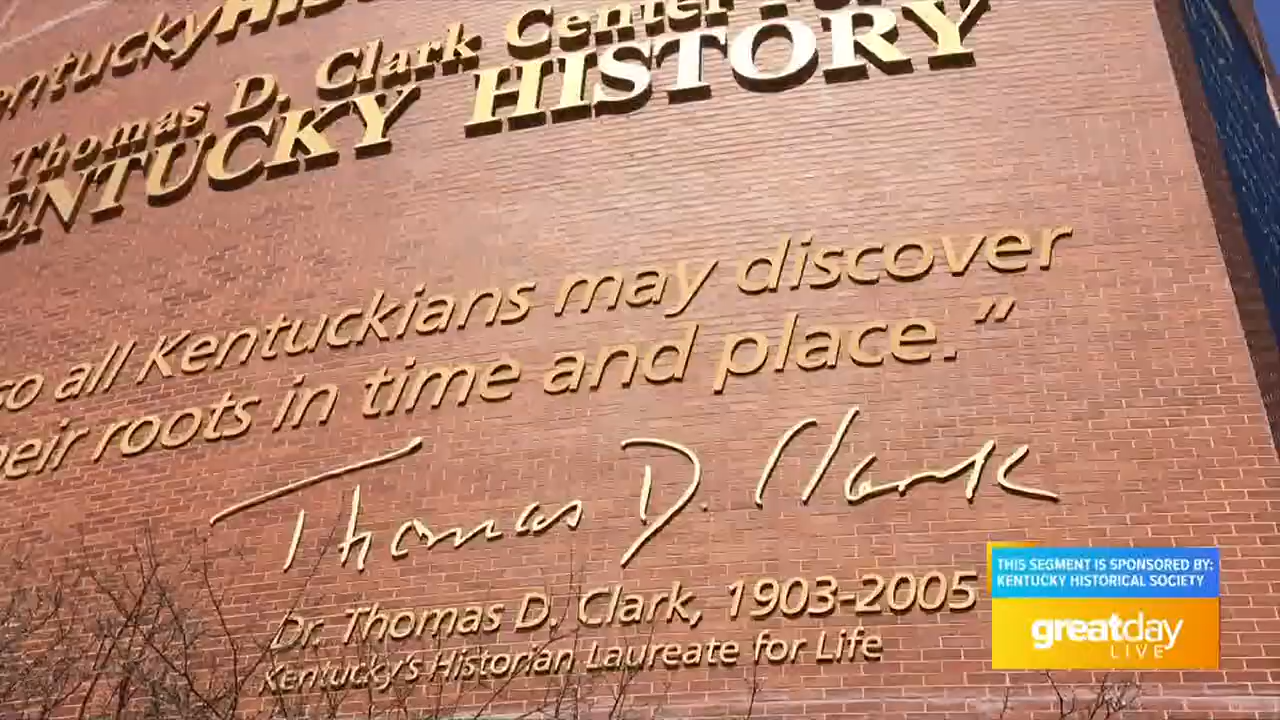 entuckyHis
Thomas D. Clark Center For
ENTUCKY HISTORY
so all Kentuckians may discover
heir roots in time and place.”
Thomas D. Clark
Dr. Thomas D. Clark, 1903-2005
Kentucky's Historian Laureate for Life
THIS SEGMENT IS SPONSORED BY:
KENTUCKY HISTORICAL SOCIETY
greatday
LIVE